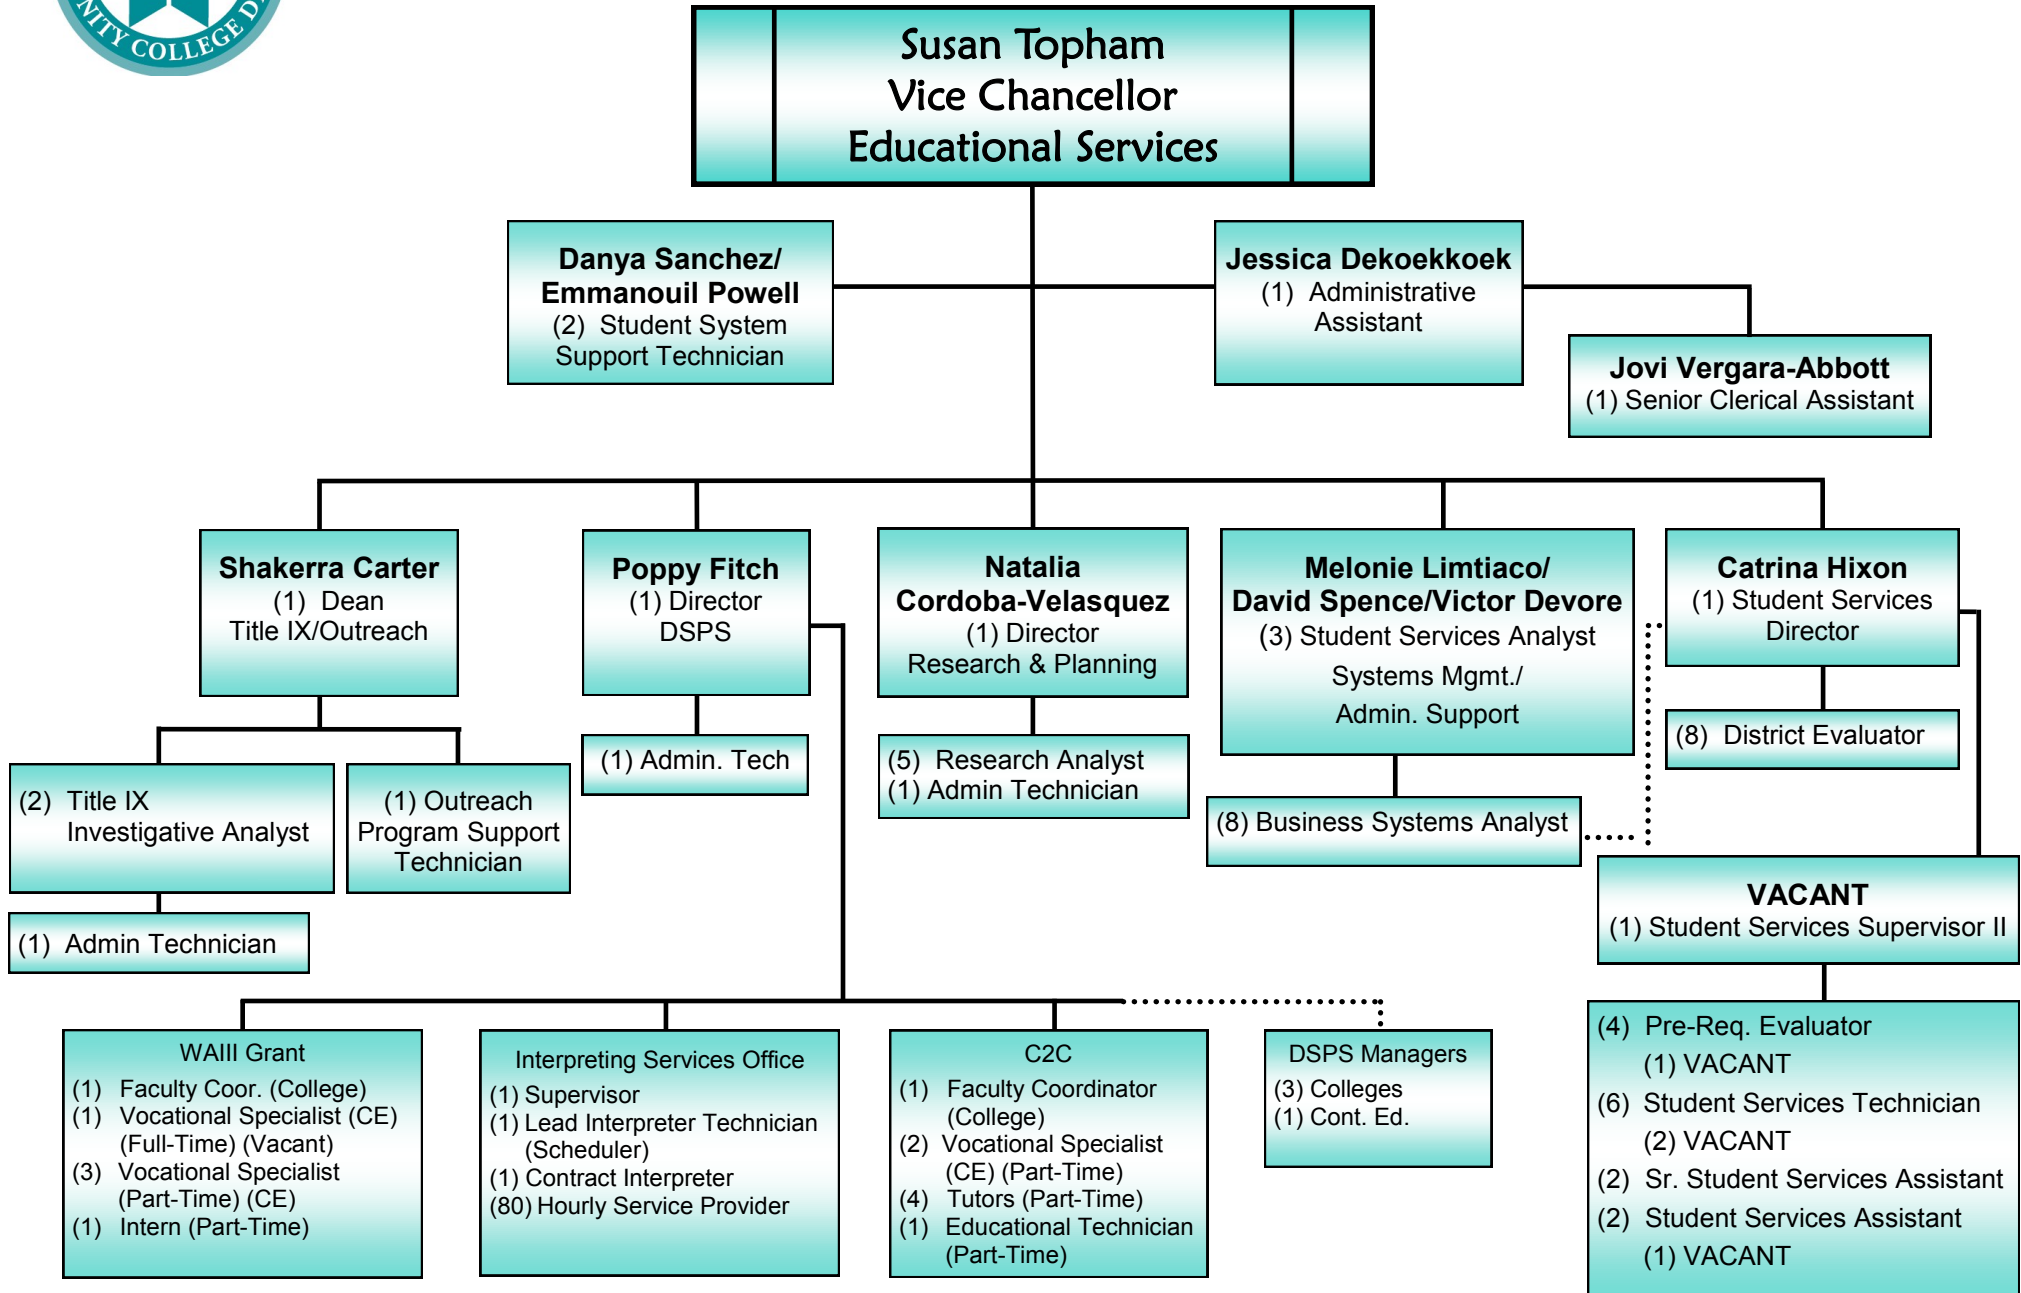 COLLEGE
Susan Topham
Vice Chancellor
Educational Services
Danya Sanchez/
Emmanouil Powell
(2) Student System
Support Technician
Jessica Dekoekkoek
(1) Administrative
Assistant
Jovi Vergara-Abbott
(1) Senior Clerical Assistant
Shakerra Carter
(1) Dean
Title IX/Outreach
Poppy Fitch
(1) Director
DSPS
Natalia
Cordoba-Velasquez
(1) Director
Research & Planning
Melonie Limtiaco/
David Spence/Victor Devore
(3) Student Services Analyst
Systems Mgmt./
Admin. Support
Catrina Hixon
(1) Student Services
Director
(2) Title IX
Investigative Analyst
(1) Outreach
Program Support
Technician
(1) Admin. Tech
(5) Research Analyst
(1) Admin Technician
(8) Business Systems Analyst
(8) District Evaluator
(1) Admin Technician
VACANT
(1) Student Services Supervisor II
WAIII Grant
(1) Faculty Coor. (College)
(1) Vocational Specialist (CE)
(Full-Time) (Vacant)
(3) Vocational Specialist
(Part-Time) (CE)
(1) Intern (Part-Time)
Interpreting Services Office
(1) Supervisor
(1) Lead Interpreter Technician
(Scheduler)
(1) Contract Interpreter
(80) Hourly Service Provider
C2C
(1) Faculty Coordinator
(College)
(2) Vocational Specialist
(CE) (Part-Time)
(4) Tutors (Part-Time)
(1) Educational Technician
(Part-Time)
DSPS Managers
(3) Colleges
(1) Cont. Ed.
(4) Pre-Req. Evaluator
(1) VACANT
(6) Student Services Technician
(2) VACANT
(2) Sr. Student Services Assistant
(2) Student Services Assistant
(1) VACANT